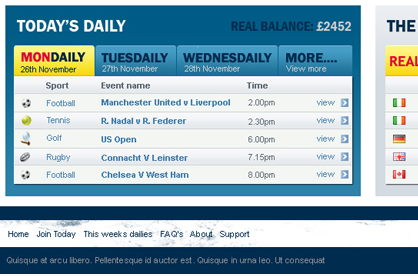 TODAY'S DAILY
REAL BALANCE: £2452
THE
MONDAILY
26th November
TUESDAILY
27th November
WEDNESDAILY
28th November
MORE....
View more
REAL
Sport Event name Time
Football Manchester United v Liverpool 2.00pm view
Tennis R. Nadal v R. Federer 2.30pm view
Golf US Open 6.00pm view
Rugby Connacht V Leinster 7.15pm view
Football Chelsea V West Ham 8.00pm view
Home Join Today This weeks dailies FAQ's About Support
Quisque at arcu libero. Pellentesque id auctor est. Quisque in urna leo. Ut consequat